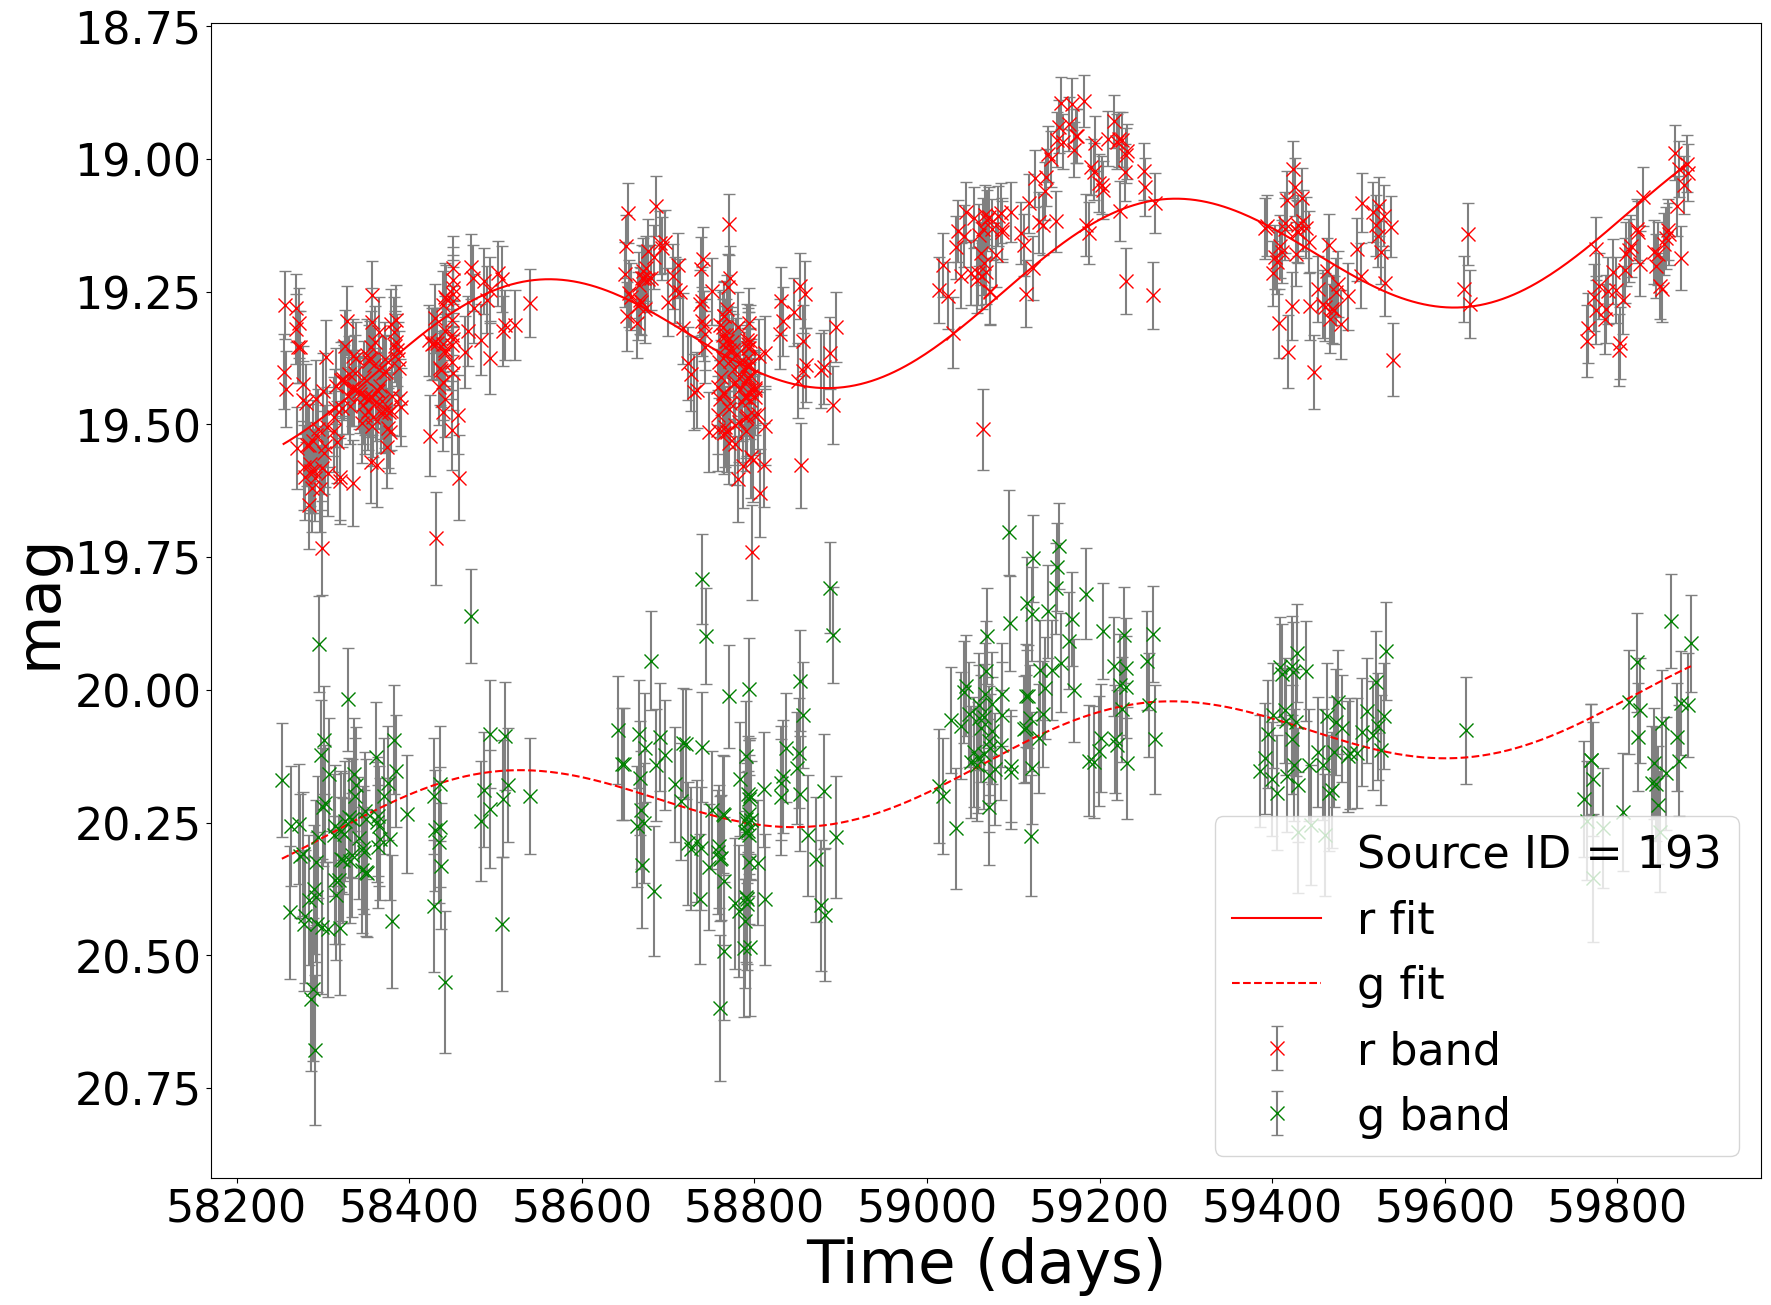 18.75
19.00
19.25
19.50
19.75
20.00
20.25
20.50
20.75
mag
58200 58400 58600 58800 59000 59200 59400 59600 59800
Time (days)
Source ID = 193
r fit
g fit
r band
g band